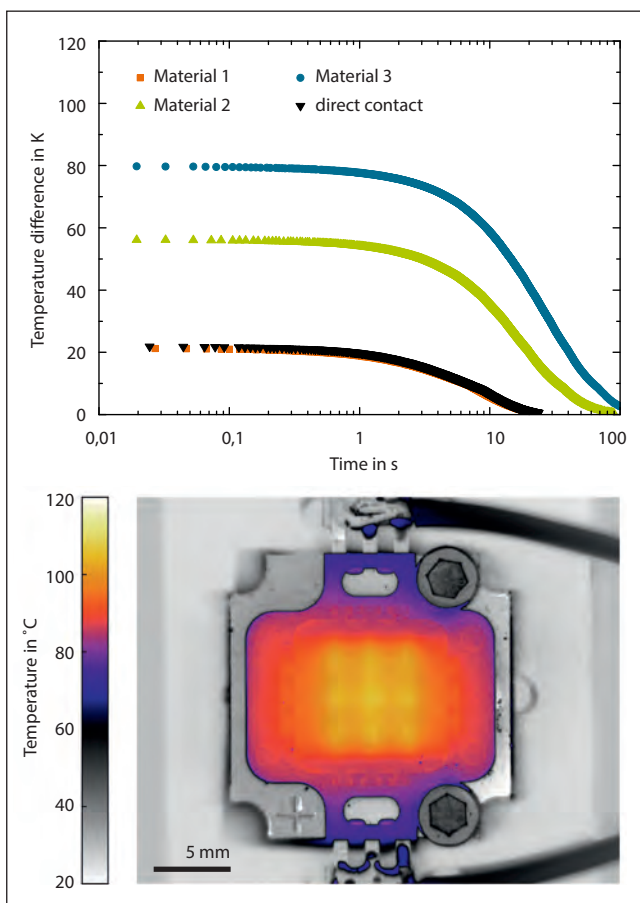 120
100
80
60
40
20
0
Temperature difference in K
Material 1
Material 2
Material 3
direct contact
0,01
0,1
1
10
100
Time in s
120
100
80
60
40
20
Temperature in ˚C
5 mm